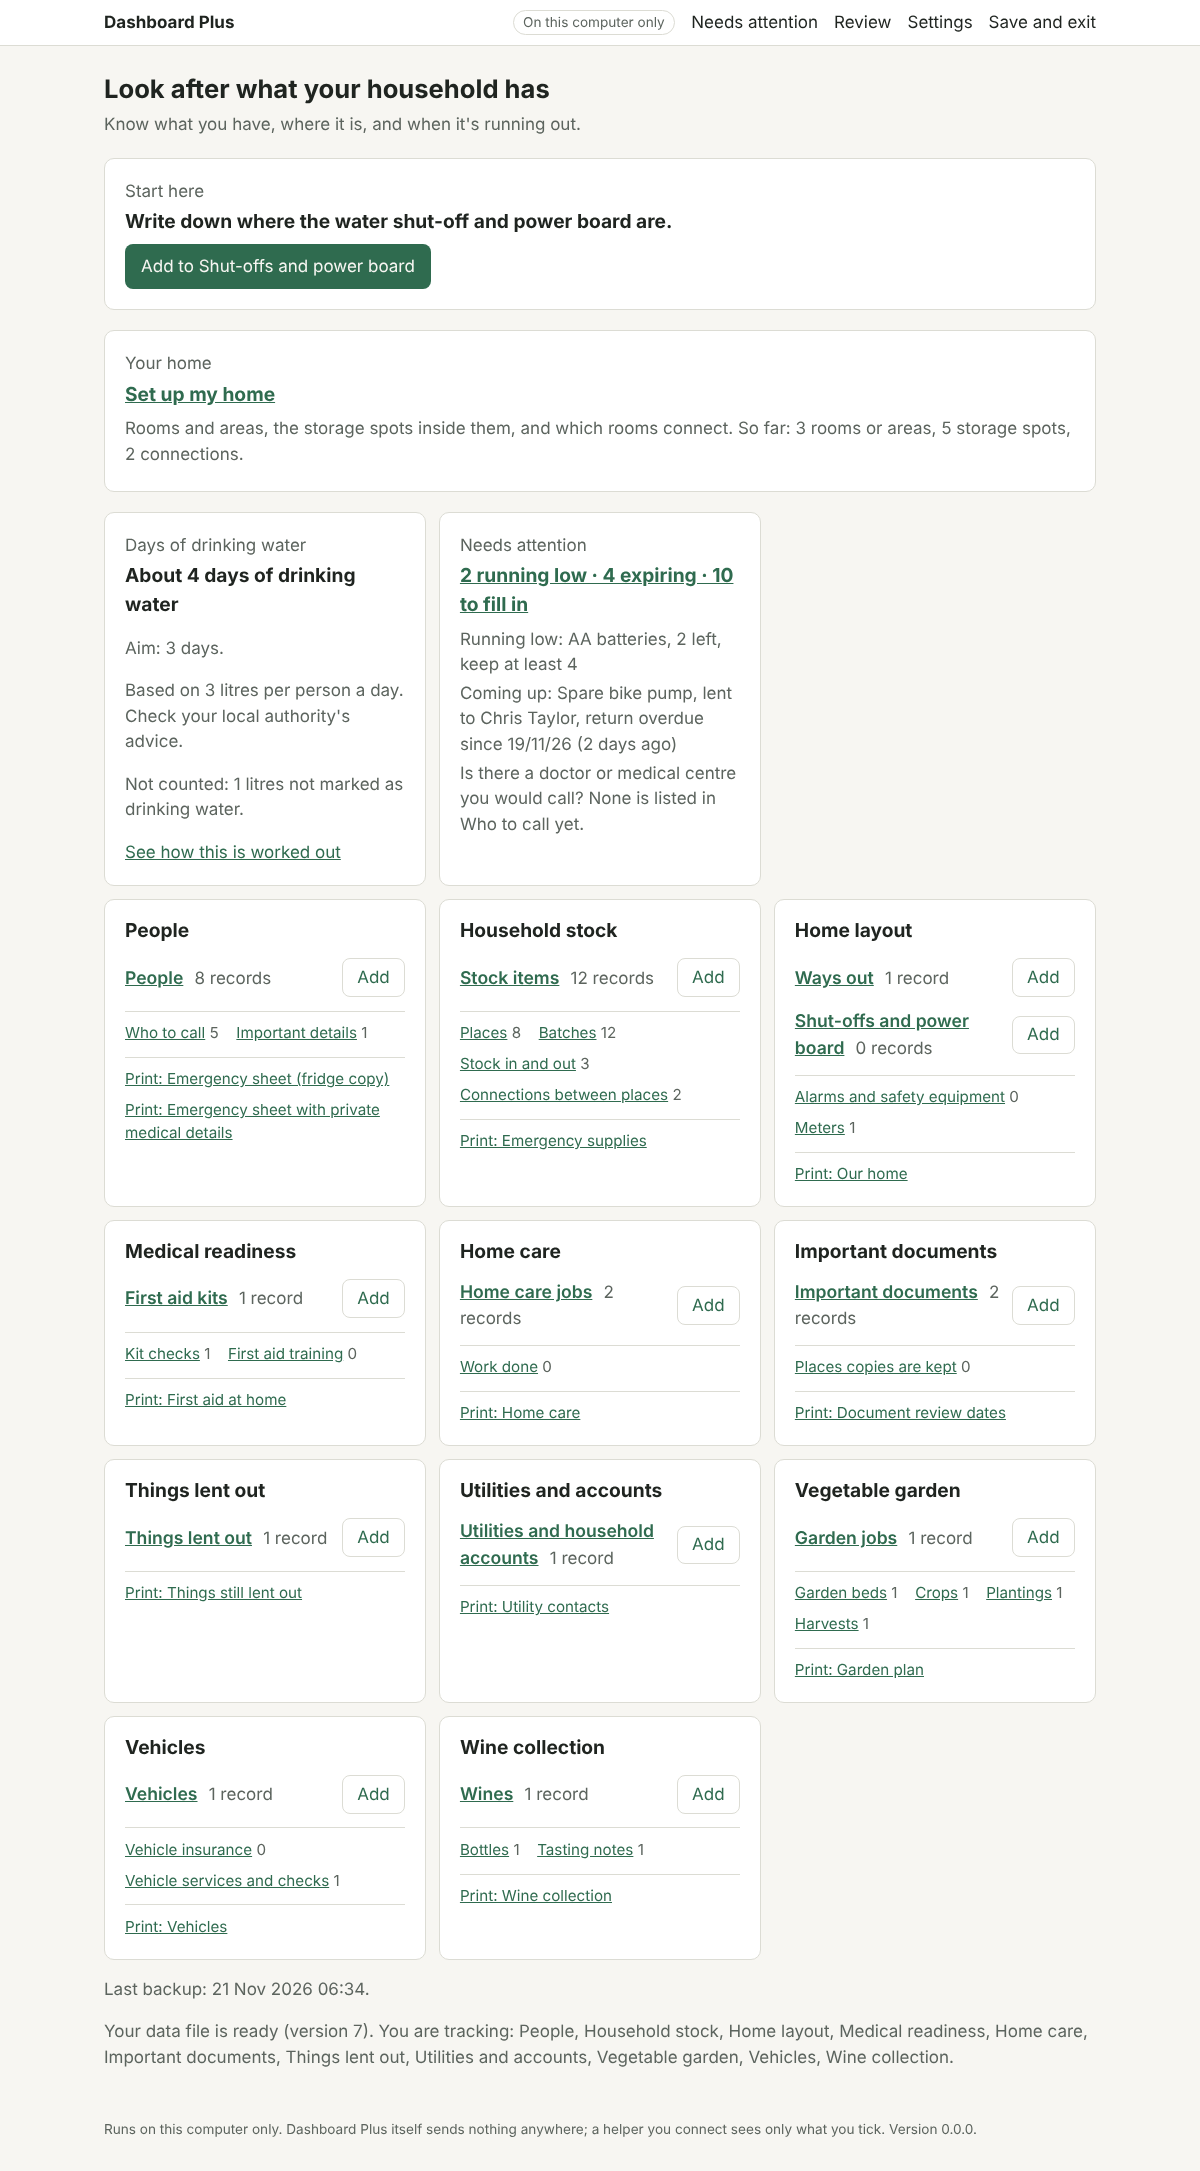 Dashboard Plus
On this computer only
Needs attention
Review
Settings
Save and exit
Look after what your household has
Know what you have, where it is, and when it's running out.
Start here
Write down where the water shut-off and power board are.
Add to Shut-offs and power board
Your home
Set up my home
Rooms and areas, the storage spots inside them, and which rooms connect. So far: 3 rooms or areas, 5 storage spots,
2 connections.
Days of drinking water
About 4 days of drinking
water
Aim: 3 days.
Based on 3 litres per person a day.
Check your local authority's
advice.
Not counted: 1 litres not marked as
drinking water.
See how this is worked out
Needs attention
2 running low · 4 expiring · 10
to fill in
Running low: AA batteries, 2 left,
keep at least 4
Coming up: Spare bike pump, lent
to Chris Taylor, return overdue
since 19/11/26 (2 days ago)
Is there a doctor or medical centre
you would call? None is listed in
Who to call yet.
People
People 8 records Add
Who to call 5 Important details 1
Print: Emergency sheet (fridge copy)
Print: Emergency sheet with private
medical details
Household stock
Stock items 12 records Add
Places 8 Batches 12
Stock in and out 3
Connections between places 2
Print: Emergency supplies
Home layout
Ways out 1 record Add
Shut-offs and power
board 0 records Add
Alarms and safety equipment 0
Meters 1
Print: Our home
Medical readiness
First aid kits 1 record Add
Kit checks 1 First aid training 0
Print: First aid at home
Home care
Home care jobs 2
records Add
Work done 0
Print: Home care
Important documents
Important documents 2
records Add
Places copies are kept 0
Print: Document review dates
Things lent out
Things lent out 1 record Add
Print: Things still lent out
Utilities and accounts
Utilities and household
accounts 1 record Add
Print: Utility contacts
Vegetable garden
Garden jobs 1 record Add
Garden beds 1 Crops 1 Plantings 1
Harvests 1
Print: Garden plan
Vehicles
Vehicles 1 record Add
Vehicle insurance 0
Vehicle services and checks 1
Print: Vehicles
Wine collection
Wines 1 record Add
Bottles 1 Tasting notes 1
Print: Wine collection
Last backup: 21 Nov 2026 06:34.
Your data file is ready (version 7). You are tracking: People, Household stock, Home layout, Medical readiness, Home care,
Important documents, Things lent out, Utilities and accounts, Vegetable garden, Vehicles, Wine collection.
Runs on this computer only. Dashboard Plus itself sends nothing anywhere; a helper you connect sees only what you tick. Version 0.0.0.